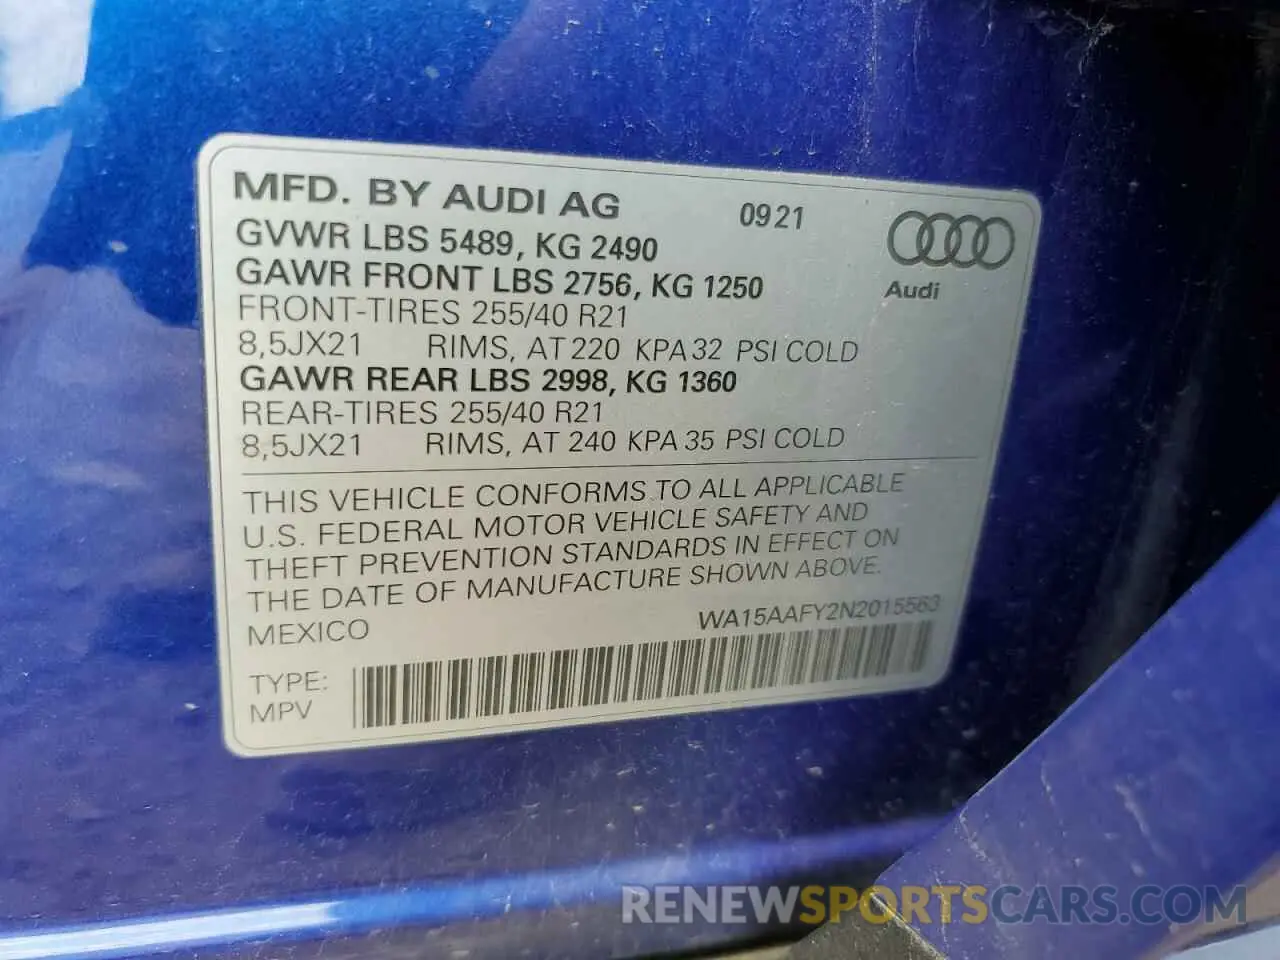 MFD. BY AUDI AG 09 21
GVWR LBS 5489, KG 2490
GAWR FRONT LBS 2756, KG 1250
Audi
FRONT-TIRES 255/40 R21
8,5JX21 RIMS, AT 220 KPA 32 PSI COLD
GAWR REAR LBS 2998, KG 1360
REAR-TIRES 255/40 R21
8,5JX21 RIMS, AT 240 KPA 35 PSI COLD
THIS VEHICLE CONFORMS TO ALL APPLICABLE
U.S. FEDERAL MOTOR VEHICLE SAFETY AND
THEFT PREVENTION STANDARDS IN EFFECT ON
THE DATE OF MANUFACTURE SHOWN ABOVE.
MEXICO WA15AAFY2N2015563
TYPE:
MPV
RENEWSPORTSCARS.COM